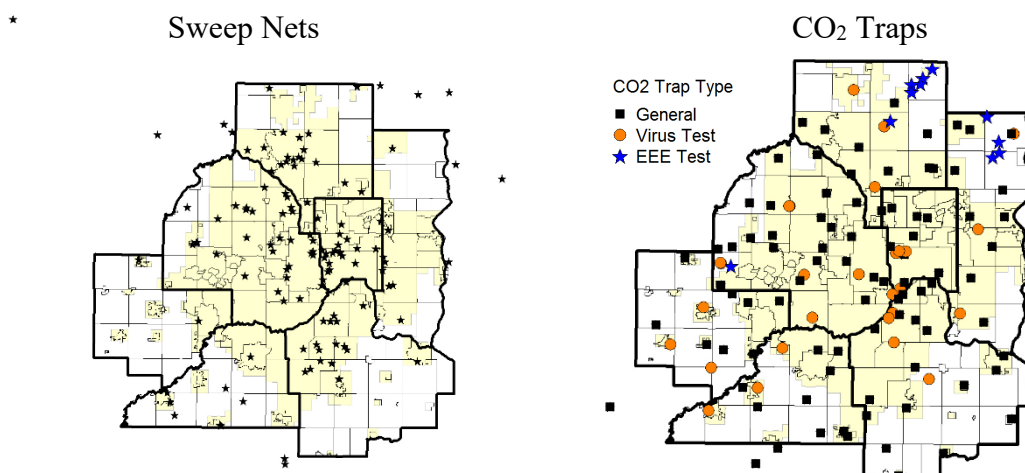 Sweep Nets
CO₂ Traps
CO2 Trap Type
General
Virus Test
EEE Test